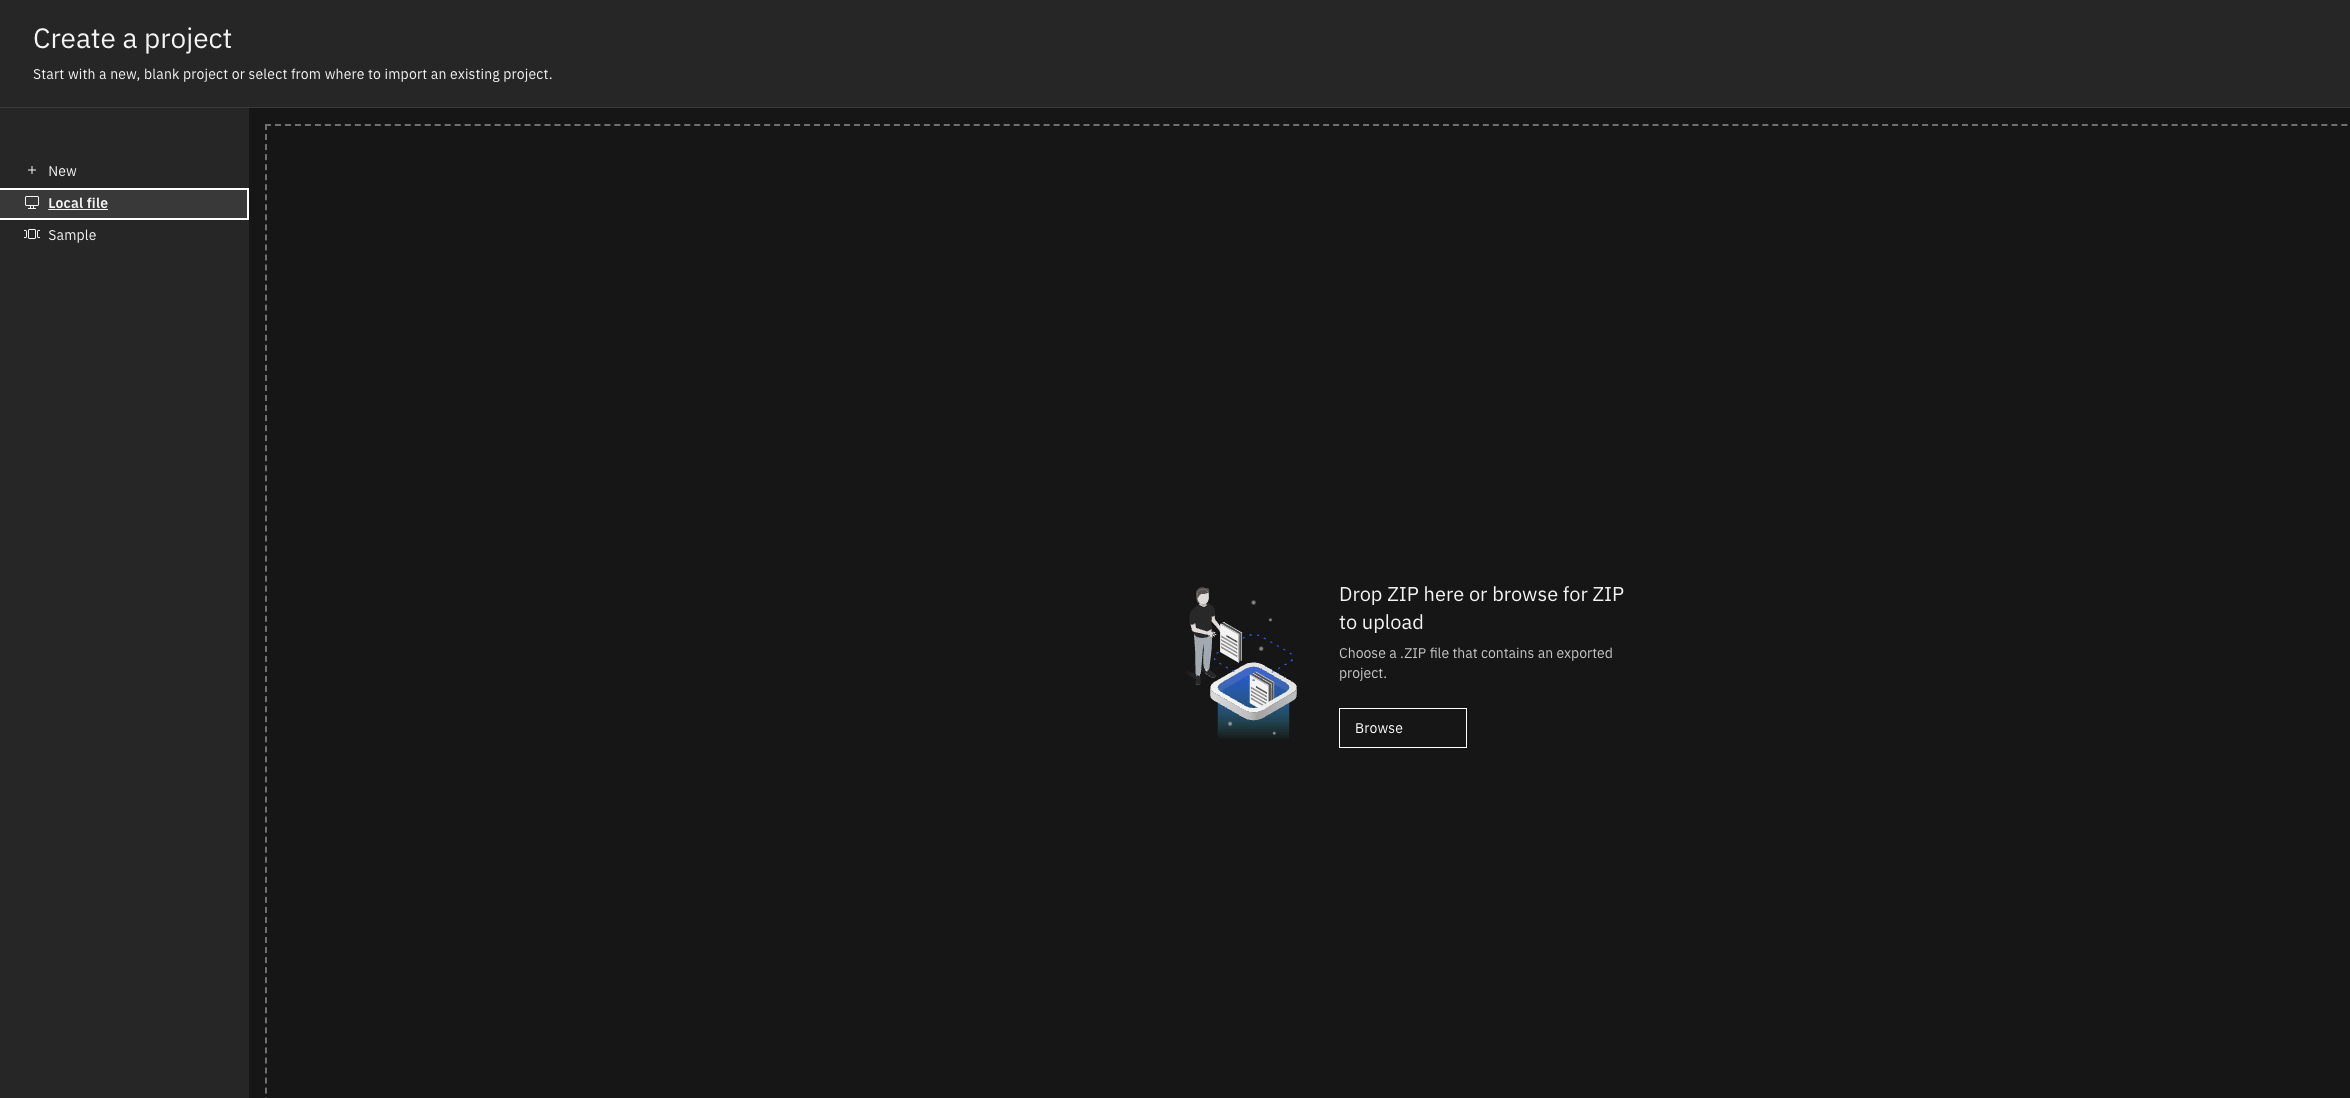 Create a project
Start with a new, blank project or select from where to import an existing project.
New
Local file
Sample
Drop ZIP here or browse for ZIP
to upload
Choose a .ZIP file that contains an exported
project.
Browse